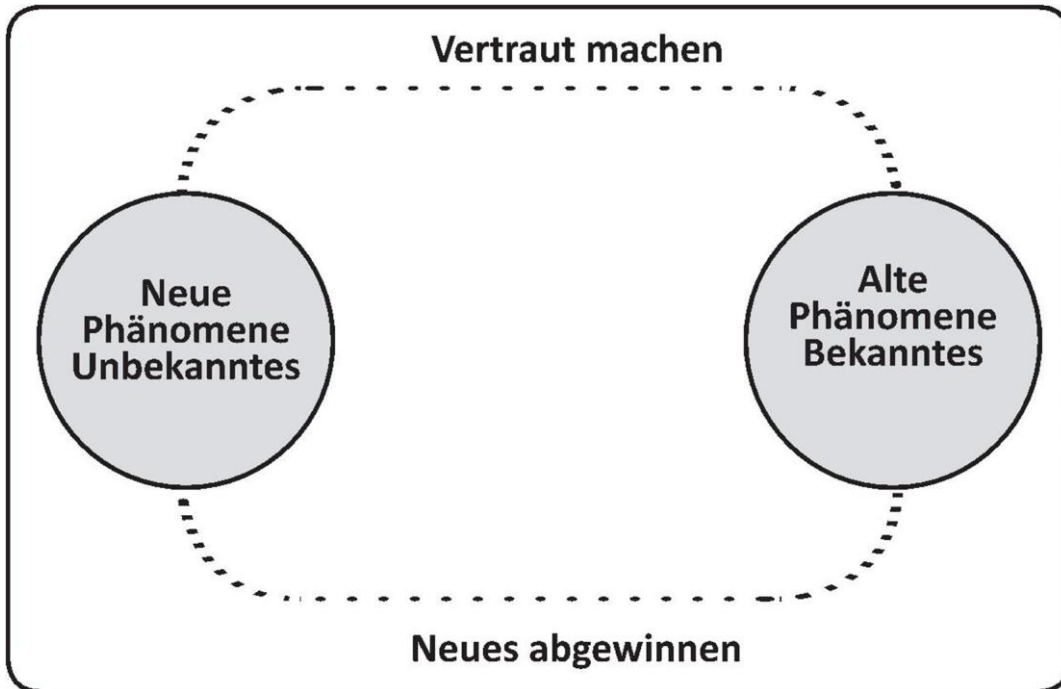 Vertraut machen
Neue
Phänomene
Unbekanntes
Alte
Phänomene
Bekanntes
Neues abgewinnen